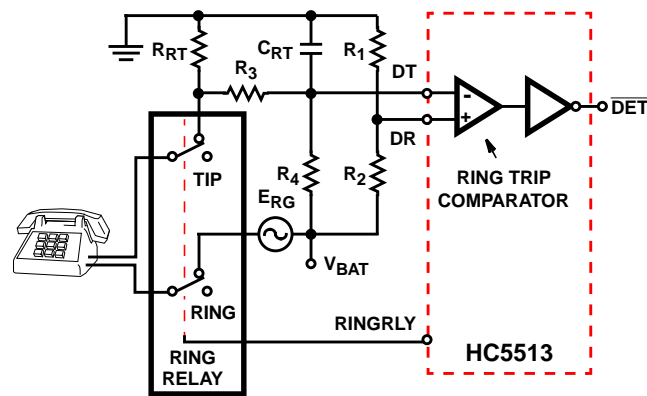 RRT
CRT
R1
R3
DT
-
+
DET
DR
R4
R2
TIP
ERG
RING TRIP
COMPARATOR
VBAT
RING
RINGRLY
RING
RELAY
HC5513